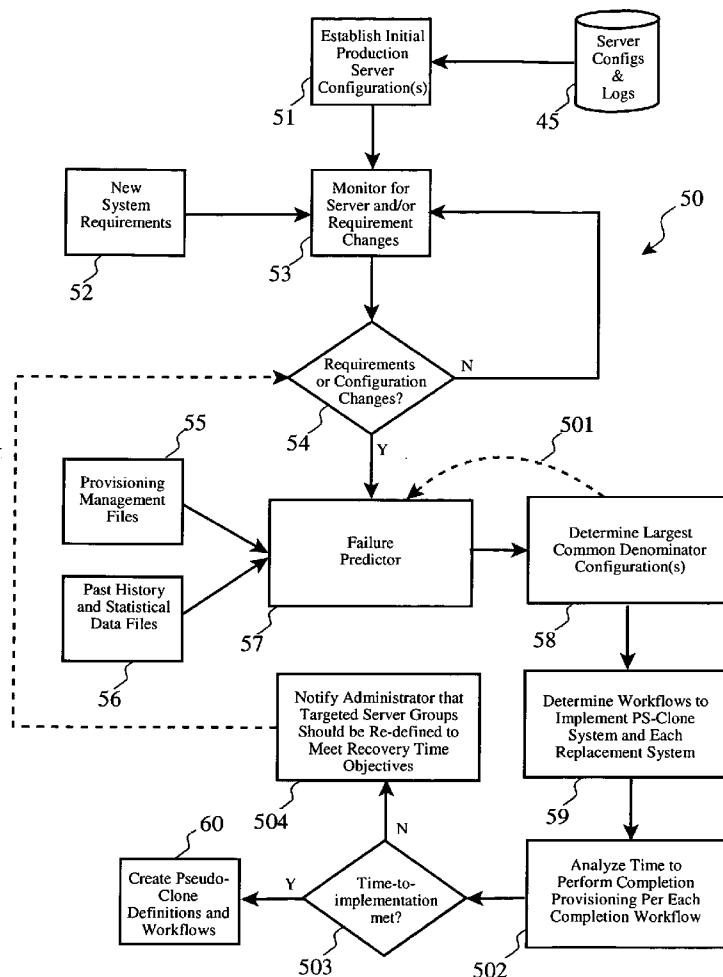 Establish Initial
Production
Server
Configuration(s)
51
Server
Configs
&
Logs
45
New
System
Requirements
52
Monitor for
Server and/or
Requirement
Changes
53
50
Requirements
or Configuration
Changes?
N
54
Y
55
Provisioning
Management
Files
501
Failure
Predictor
57
Determine Largest
Common Denominator
Configuration(s)
58
Past History
and Statistical
Data Files
56
Notify Administrator that
Targeted Server Groups
Should be Re-defined to
Meet Recovery Time
Objectives
504
Determine Workflows to
Implement PS-Clone
System and Each
Replacement System
59
60
Create Pseudo-
Clone
Definitions and
Workflows
Y
N
Time-to-
implementation
met?
503
Analyze Time to
Perform Completion
Provisioning Per Each
Completion Workflow
502